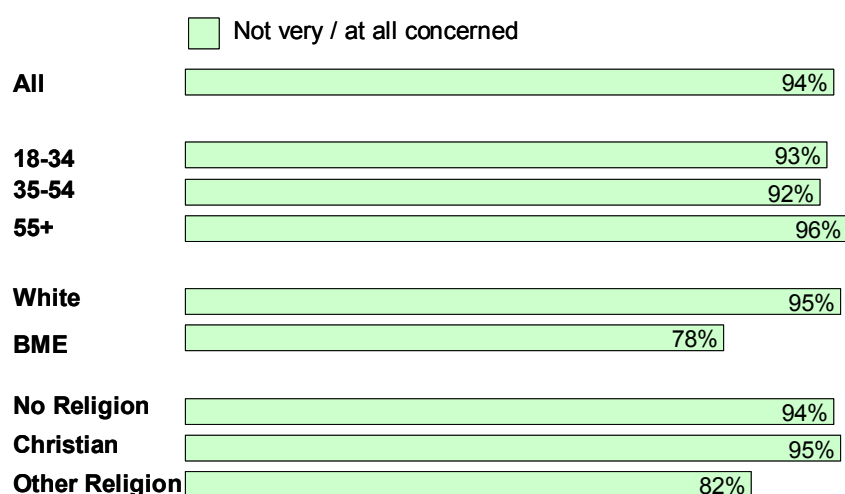 Not very / at all concerned
All 94%
18-34 93%
35-54 92%
55+ 96%
White 95%
BME 78%
No Religion 94%
Christian 95%
Other Religion 82%